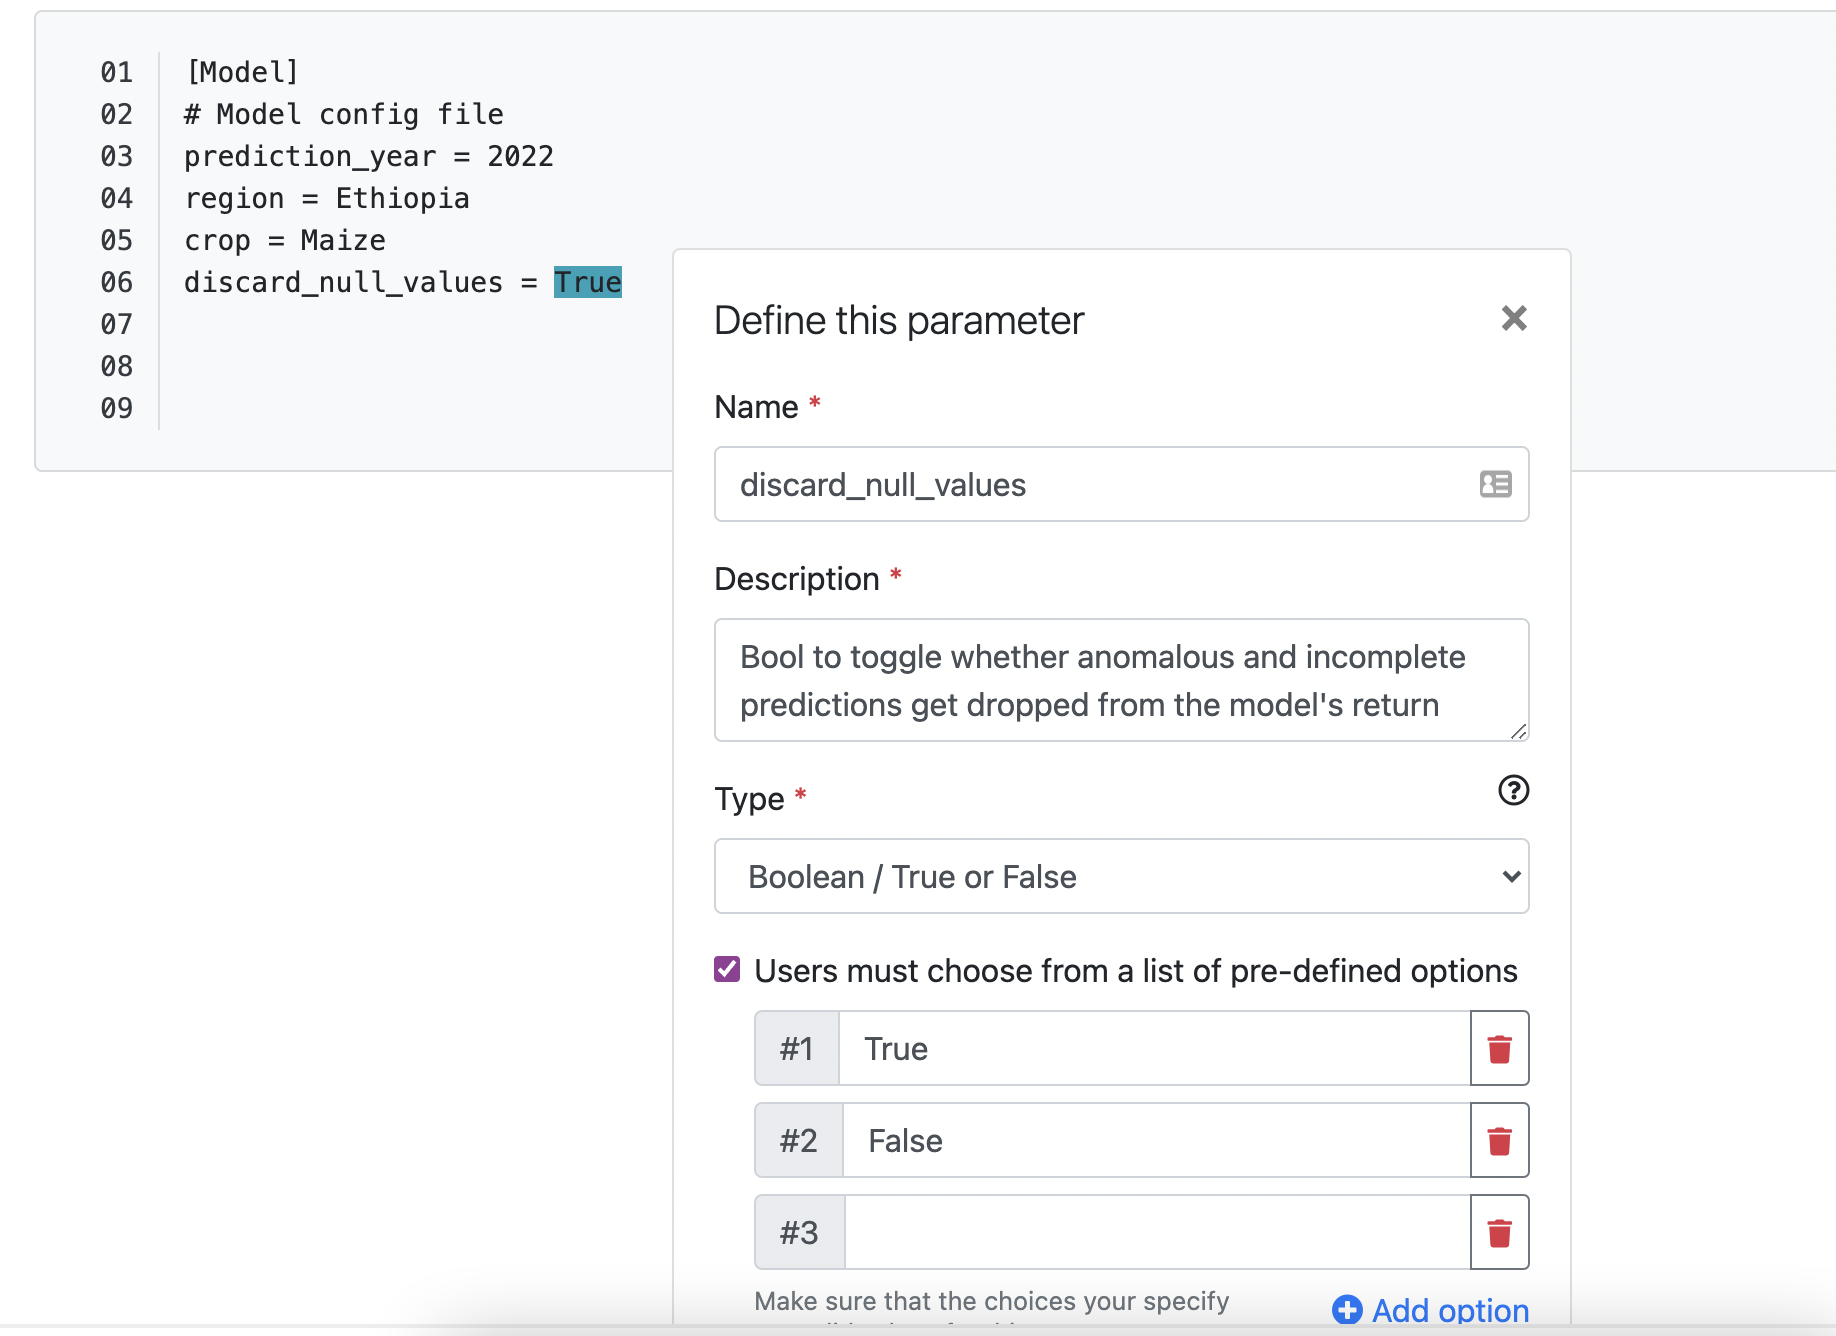 01 [Model]
02 # Model config file
03 prediction_year = 2022
04 region = Ethiopia
05 crop = Maize
06 discard_null_values = True
07
08
09
Define this parameter
Name *
discard_null_values
Description *
Bool to toggle whether anomalous and incomplete
predictions get dropped from the model's return
Type *
Boolean / True or False
Users must choose from a list of pre-defined options
#1 True
#2 False
#3
Make sure that the choices your specify
Add option